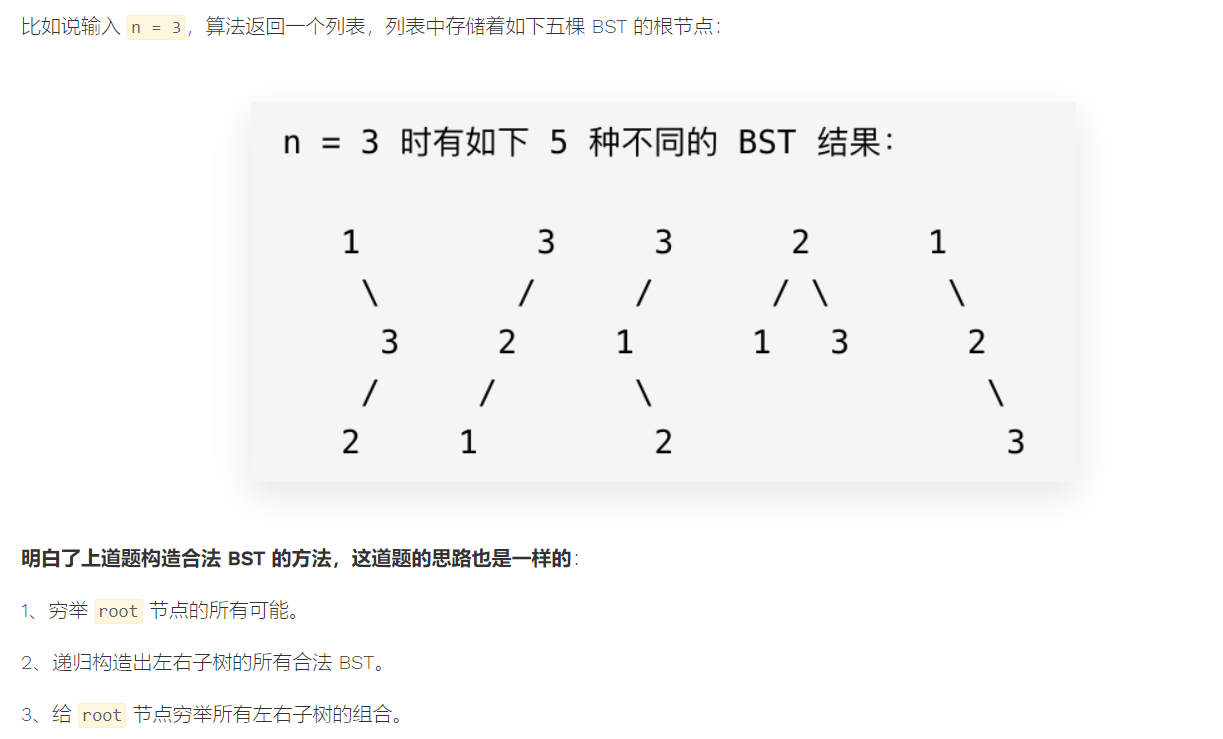 比如说输入 n = 3，算法返回一个列表，列表中存储着如下五棵 BST 的根节点：
n = 3 时有如下 5 种不同的 BST 结果：
1 3 3 2 1
\ / / / \ \
3 2 1 1 3 2
/ / \ \
2 1 2 3
明白了上道题构造合法 BST 的方法，这道题的思路也是一样的：
1、穷举 root 节点的所有可能。
2、递归构造出左右子树的所有合法 BST。
3、给 root 节点穷举所有左右子树的组合。